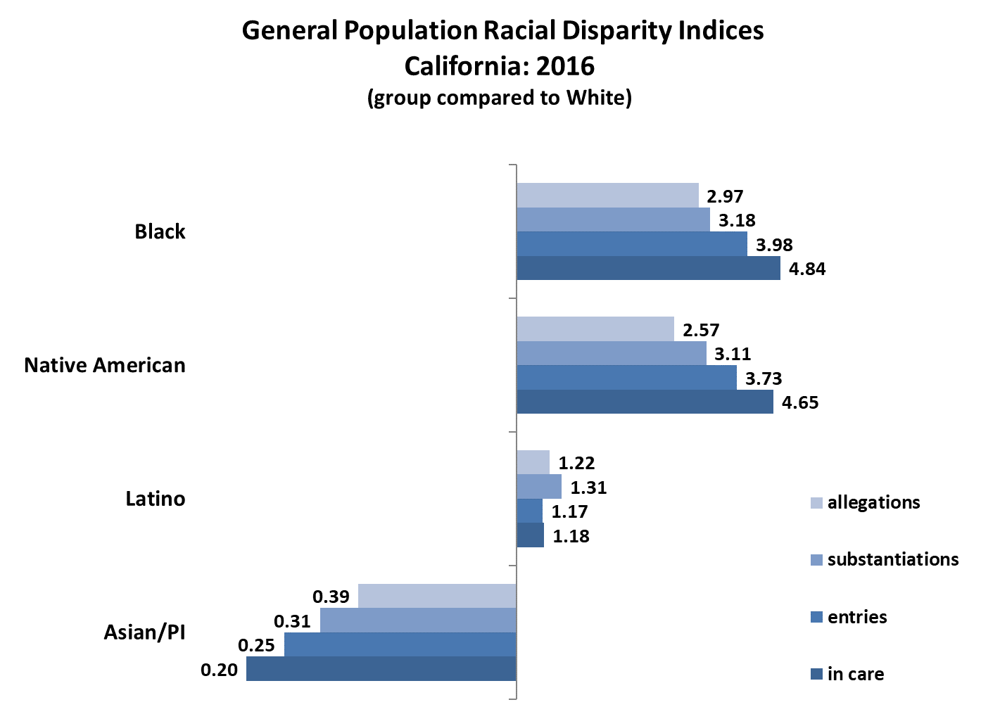 General Population Racial Disparity Indices
California: 2016
(group compared to White)
Black
2.97
3.18
3.98
4.84
Native American
2.57
3.11
3.73
4.65
Latino
1.22
1.31
1.17
1.18
Asian/PI
0.39
0.31
0.25
0.20
allegations
substantiations
entries
in care